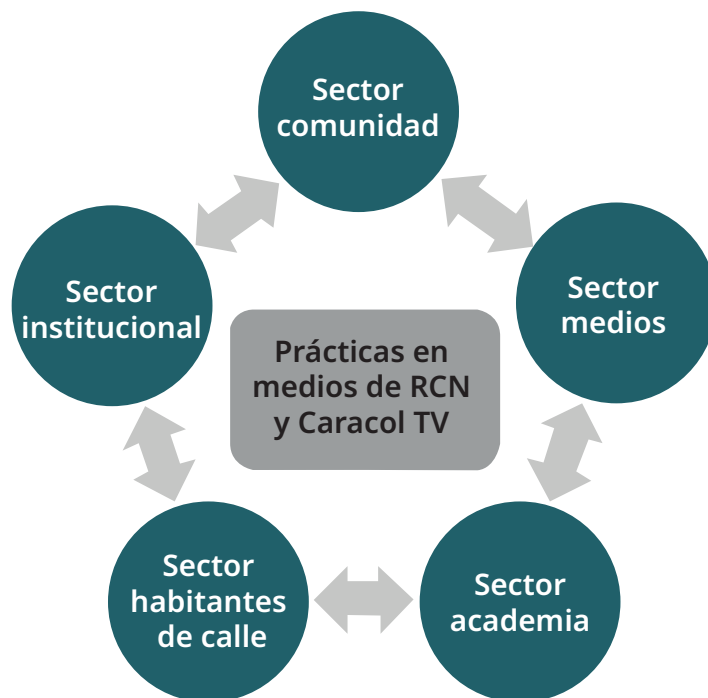 Sector
comunidad
Sector
institucional
Sector
medios
Prácticas en
medios de RCN
y Caracol TV
Sector
habitantes
de calle
Sector
academia